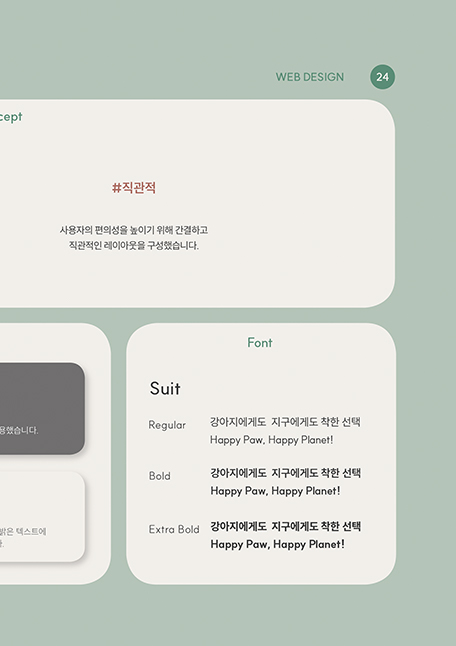 WEB DESIGN 24
cept
#직관적
사용자의 편의성을 높이기 위해 간결하고
직관적인 레이아웃을 구성했습니다.
용했습니다.
밝은 텍스트에
다.
Font
Suit
Regular 강아지에게도 지구에게도 착한 선택
Happy Paw, Happy Planet!
Bold 강아지에게도 지구에게도 착한 선택
Happy Paw, Happy Planet!
Extra Bold 강아지에게도 지구에게도 착한 선택
Happy Paw, Happy Planet!